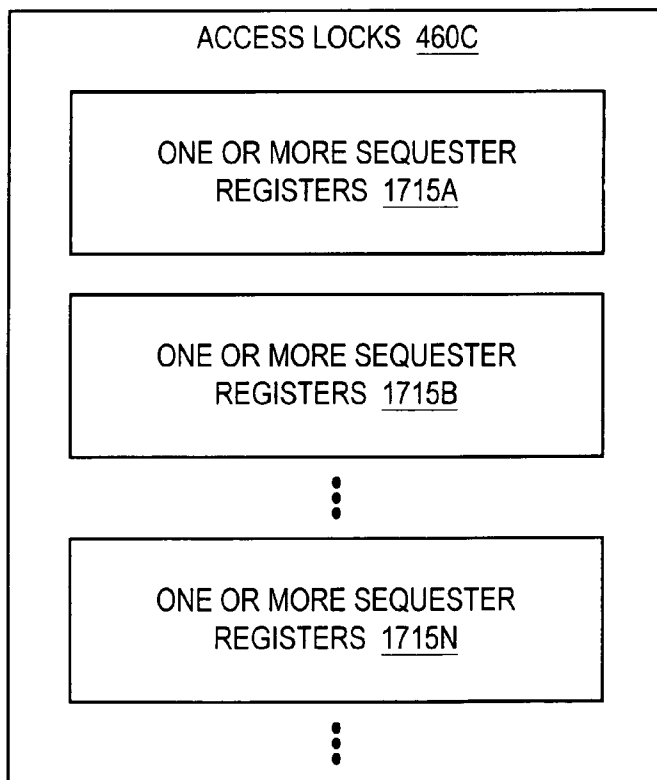 ACCESS LOCKS 460C
ONE OR MORE SEQUESTER
REGISTERS 1715A
ONE OR MORE SEQUESTER
REGISTERS 1715B
ONE OR MORE SEQUESTER
REGISTERS 1715N